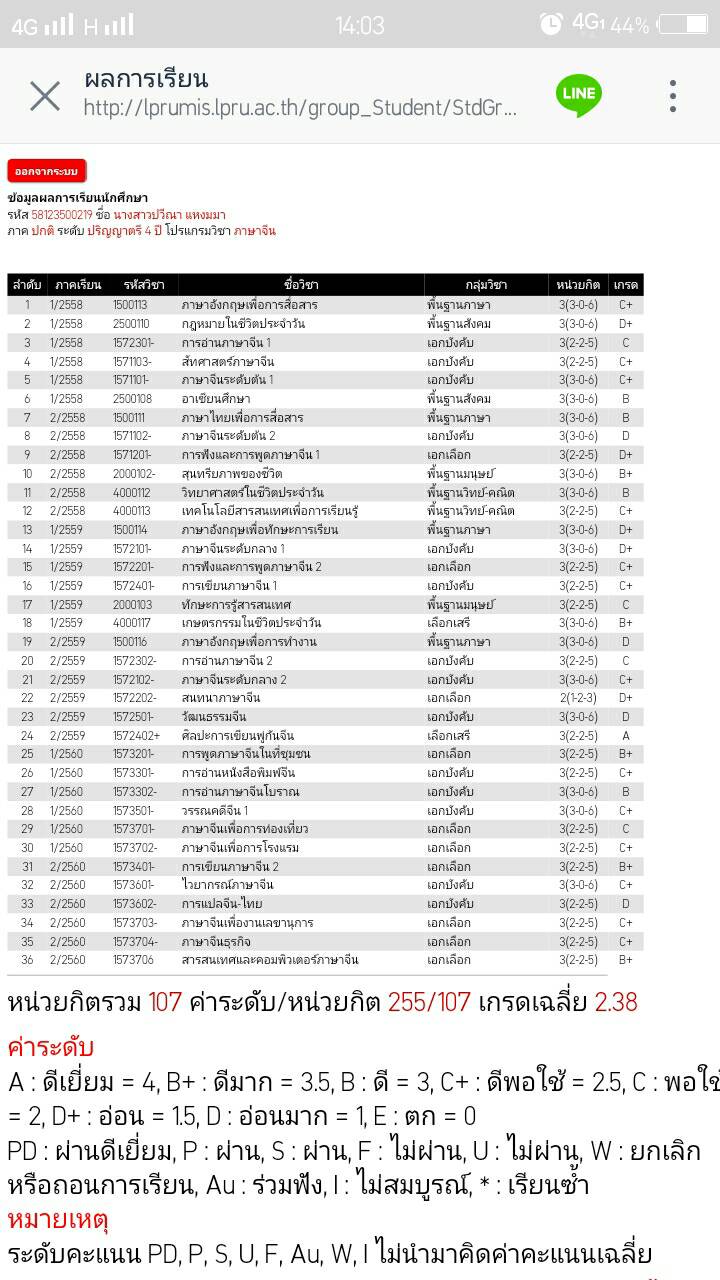 4G H 14:03 4G1 44%
ผลการเรียน
http://lprumis.lpru.ac.th/group_Student/StdGr...
LINE
ออกจากระบบ
ข้อมูลผลการเรียนนักศึกษา
รหัส 58123500219 ชื่อ นางสาวปวีณา แหงมมา
ภาค ปกติ ระดับ ปริญญาตรี 4 ปี โปรแกรมวิชา ภาษาจีน
ลำดับ ภาคเรียน รหัสวิชา ชื่อวิชา กลุ่มวิชา หน่วยกิต เกรด
1 1/2558 1500113 ภาษาอังกฤษเพื่อการสื่อสาร พื้นฐานภาษา 3(3-0-6) C+
2 1/2558 2500110 กฎหมายในชีวิตประจำวัน พื้นฐานสังคม 3(3-0-6) D+
3 1/2558 1572301- การอ่านภาษาจีน 1 เอกบังคับ 3(2-2-5) C
4 1/2558 1571103- สัทศาสตร์ภาษาจีน เอกบังคับ 3(2-2-5) C+
5 1/2558 1571101- ภาษาจีนระดับต้น 1 เอกบังคับ 3(3-0-6) C+
6 1/2558 2500108 อาเซียนศึกษา พื้นฐานสังคม 3(3-0-6) B
7 2/2558 1500111 ภาษาไทยเพื่อการสื่อสาร พื้นฐานภาษา 3(3-0-6) B
8 2/2558 1571102- ภาษาจีนระดับต้น 2 เอกบังคับ 3(3-0-6) D
9 2/2558 1571201- การฟังและการพูดภาษาจีน 1 เอกเลือก 3(2-2-5) D+
10 2/2558 2000102- สุนทรียภาพของชีวิต พื้นฐานมนุษย์ 3(3-0-6) B+
11 2/2558 4000112 วิทยาศาสตร์ในชีวิตประจำวัน พื้นฐานวิทย์-คณิต 3(3-0-6) B
12 2/2558 4000113 เทคโนโลยีสารสนเทศเพื่อการเรียนรู้ พื้นฐานวิทย์-คณิต 3(2-2-5) C+
13 1/2559 1500114 ภาษาอังกฤษเพื่อทักษะการเรียน พื้นฐานภาษา 3(3-0-6) D+
14 1/2559 1572101- ภาษาจีนระดับกลาง 1 เอกบังคับ 3(3-0-6) D+
15 1/2559 1572201- การฟังและการพูดภาษาจีน 2 เอกเลือก 3(2-2-5) C+
16 1/2559 1572401- การเขียนภาษาจีน 1 เอกบังคับ 3(2-2-5) C+
17 1/2559 2000103 ทักษะการรู้สารสนเทศ พื้นฐานมนุษย์ 3(2-2-5) C
18 1/2559 4000117 เกษตรกรรมในชีวิตประจำวัน เลือกเสรี 3(3-0-6) B+
19 2/2559 1500116 ภาษาอังกฤษเพื่อการทำงาน พื้นฐานภาษา 3(3-0-6) D
20 2/2559 1572302- การอ่านภาษาจีน 2 เอกบังคับ 3(2-2-5) C
21 2/2559 1572102- ภาษาจีนระดับกลาง 2 เอกบังคับ 3(3-0-6) C+
22 2/2559 1572202- สนทนาภาษาจีน เอกเลือก 2(1-2-3) D+
23 2/2559 1572501- วัฒนธรรมจีน เอกบังคับ 3(3-0-6) D
24 2/2559 1572402+ ศิลปะการเขียนพู่กันจีน เลือกเสรี 3(2-2-5) A
25 1/2560 1573201- การพูดภาษาจีนในที่ชุมชน เอกเลือก 3(2-2-5) B+
26 1/2560 1573301- การอ่านหนังสือพิมพ์จีน เอกบังคับ 3(2-2-5) C+
27 1/2560 1573302- การอ่านภาษาจีนโบราณ เอกบังคับ 3(3-0-6) B
28 1/2560 1573501- วรรณคดีจีน 1 เอกบังคับ 3(3-0-6) C+
29 1/2560 1573701- ภาษาจีนเพื่อการท่องเที่ยว เอกเลือก 3(2-2-5) C
30 1/2560 1573702- ภาษาจีนเพื่อการโรงแรม เอกเลือก 3(2-2-5) C+
31 2/2560 1573401- การเขียนภาษาจีน 2 เอกเลือก 3(2-2-5) B+
32 2/2560 1573601- ไวยากรณ์ภาษาจีน เอกบังคับ 3(3-0-6) C+
33 2/2560 1573602- การแปลจีน-ไทย เอกบังคับ 3(2-2-5) D
34 2/2560 1573703- ภาษาจีนเพื่องานเลขานุการ เอกเลือก 3(2-2-5) C+
35 2/2560 1573704- ภาษาจีนธุรกิจ เอกเลือก 3(2-2-5) C+
36 2/2560 1573706 สารสนเทศและคอมพิวเตอร์ภาษาจีน เอกเลือก 3(2-2-5) B+
หน่วยกิตรวม 107 ค่าระดับ/หน่วยกิต 255/107 เกรดเฉลี่ย 2.38
ค่าระดับ
A : ดีเยี่ยม = 4, B+ : ดีมาก = 3.5, B : ดี = 3, C+ : ดีพอใช้ = 2.5, C : พอใช้
= 2, D+ : อ่อน = 1.5, D : อ่อนมาก = 1, E : ตก = 0
PD : ผ่านดีเยี่ยม, P : ผ่าน, S : ผ่าน, F : ไม่ผ่าน, U : ไม่ผ่าน, W : ยกเลิก
หรือถอนการเรียน, Au : ร่วมฟัง, I : ไม่สมบูรณ์, * : เรียนซ้ำ
หมายเหตุ
ระดับคะแนน PD, P, S, U, F, Au, W, I ไม่นำมาคิดค่าคะแนนเฉลี่ย